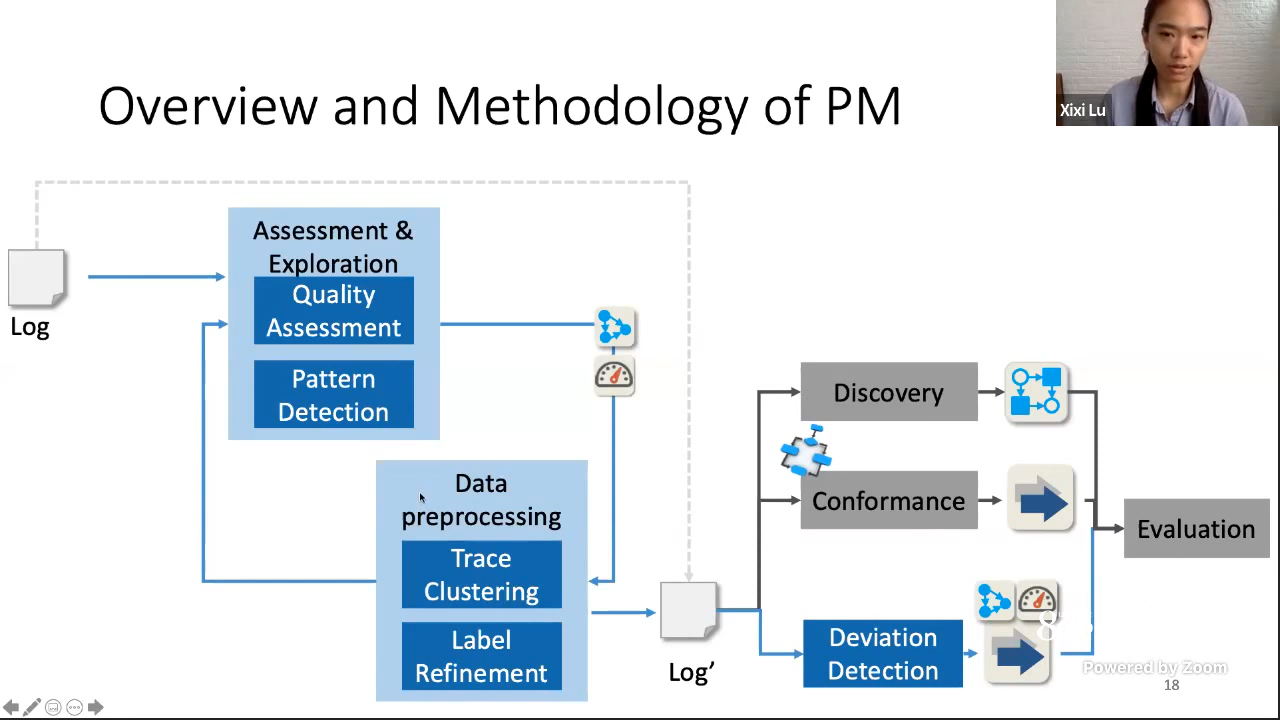 Overview and Methodology of PM
Xixi Lu
Log
Assessment &
Exploration
Quality
Assessment
Pattern
Detection
Data
preprocessing
Trace
Clustering
Label
Refinement
Log’
Discovery
Conformance
Evaluation
Deviation
Detection
Powered by Zoom
18